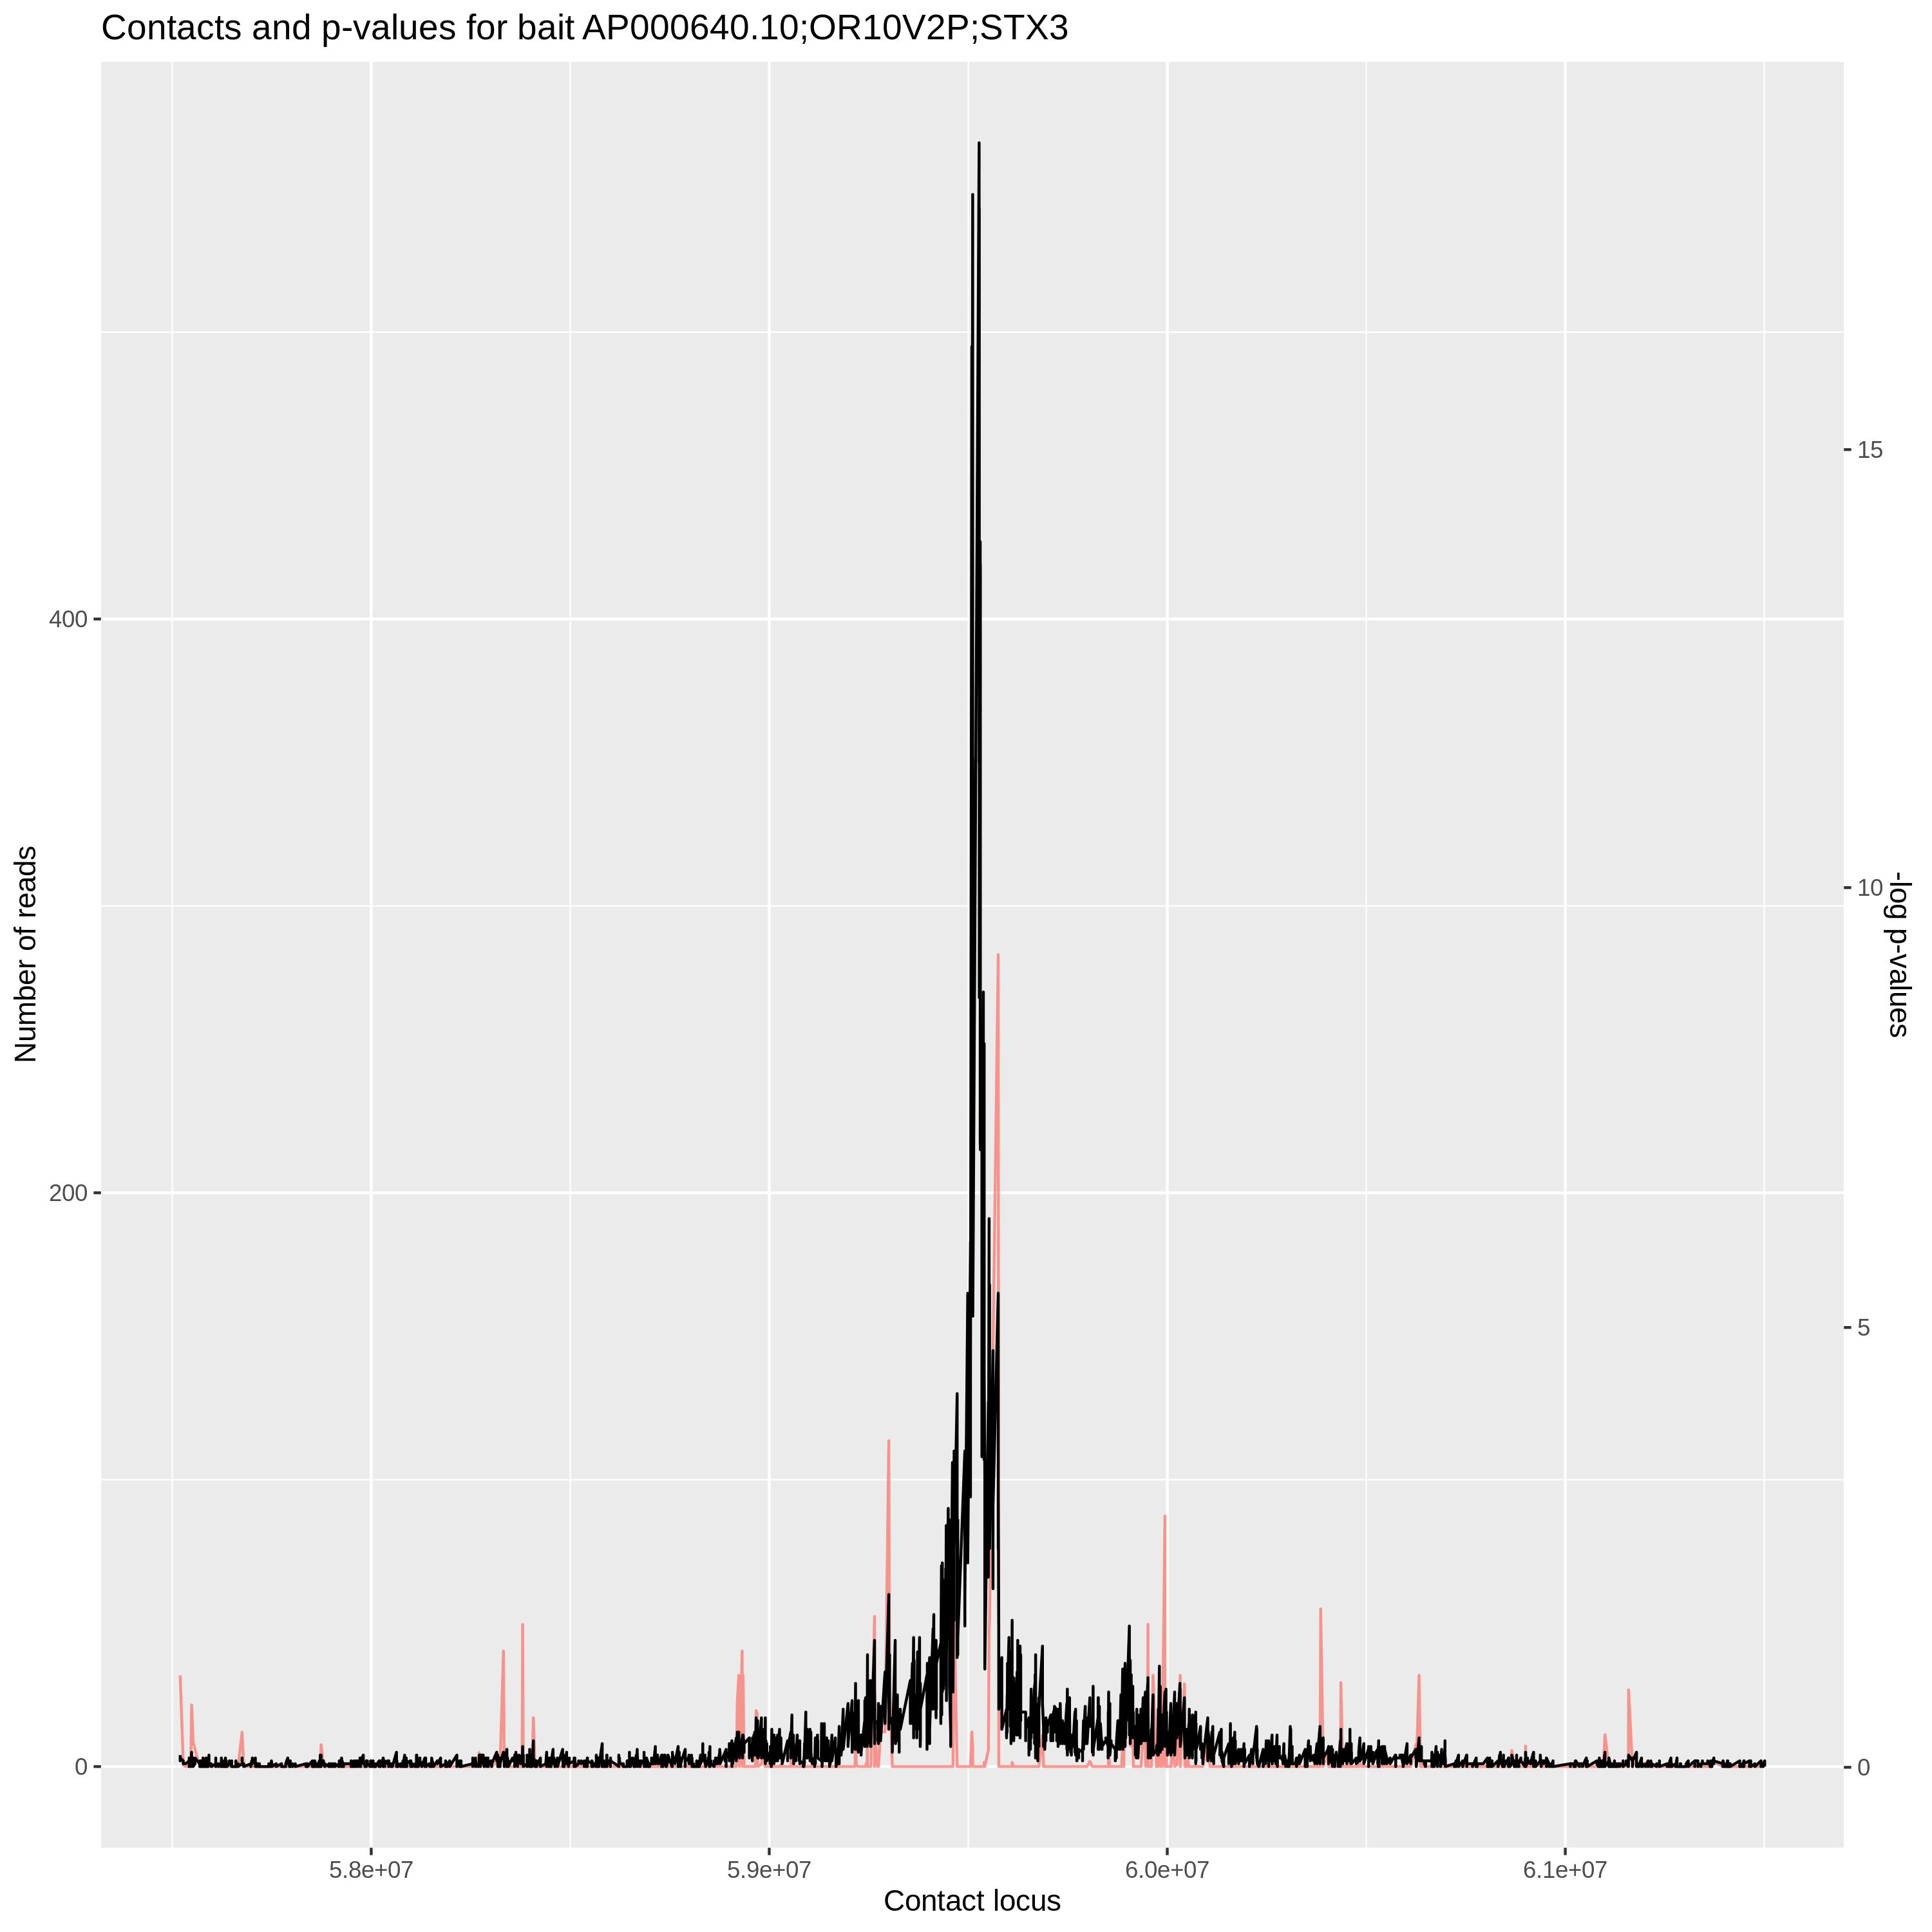 Contacts and p-values for bait AP000640.10;OR10V2P;STX3
Number of reads
400
200
0
15
10
5
0
-log p-values
5.8e+07 5.9e+07 6.0e+07 6.1e+07
Contact locus